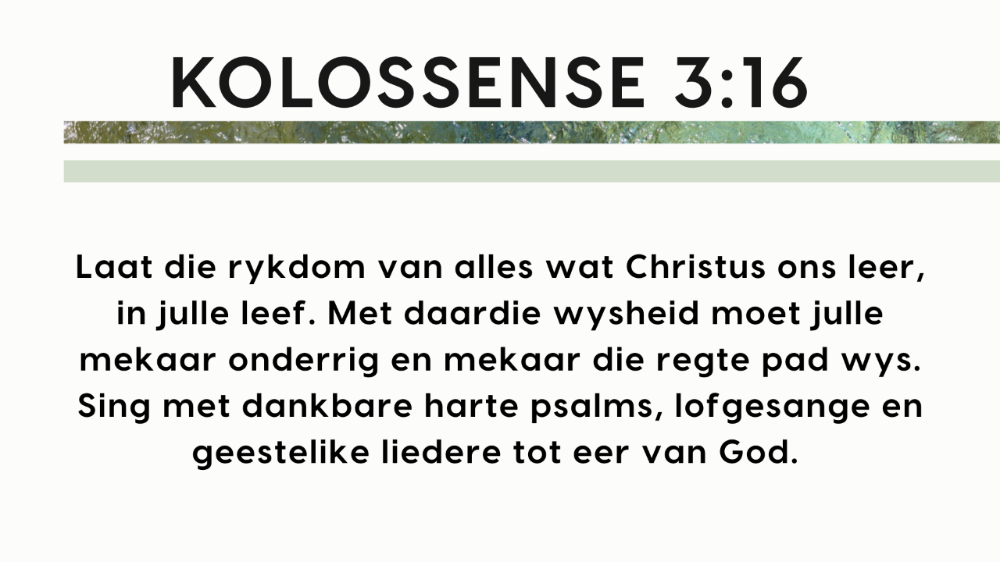 KOLOSSENSE 3:16
Laat die rykdom van alles wat Christus ons leer,
in julle leef. Met daardie wysheid moet julle
mekaar onderrig en mekaar die regte pad wys.
Sing met dankbare harte psalms, lofgesange en
geestelike liedere tot eer van God.